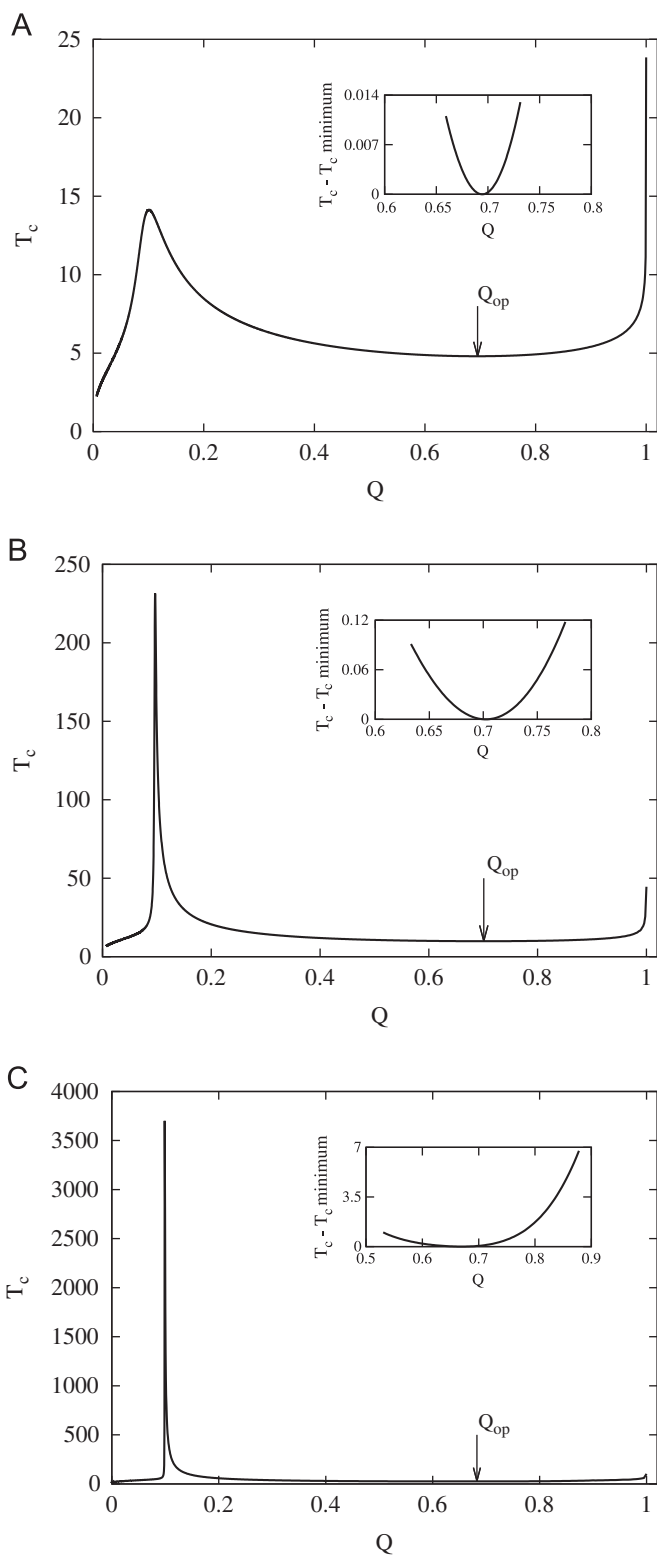 A
25
20
15
10
5
0
T_c
0 0.2 0.4 0.6 0.8 1
Q
Q_op
0.014
0.007
0
T_c - T_c minimum
0.6 0.65 0.7 0.75 0.8
Q
B
250
200
150
100
50
0
T_c
0 0.2 0.4 0.6 0.8 1
Q
Q_op
0.12
0.06
0
T_c - T_c minimum
0.6 0.65 0.7 0.75 0.8
Q
C
4000
3500
3000
2500
2000
1500
1000
500
0
T_c
0 0.2 0.4 0.6 0.8 1
Q
Q_op
7
3.5
0
T_c - T_c minimum
0.5 0.6 0.7 0.8 0.9
Q